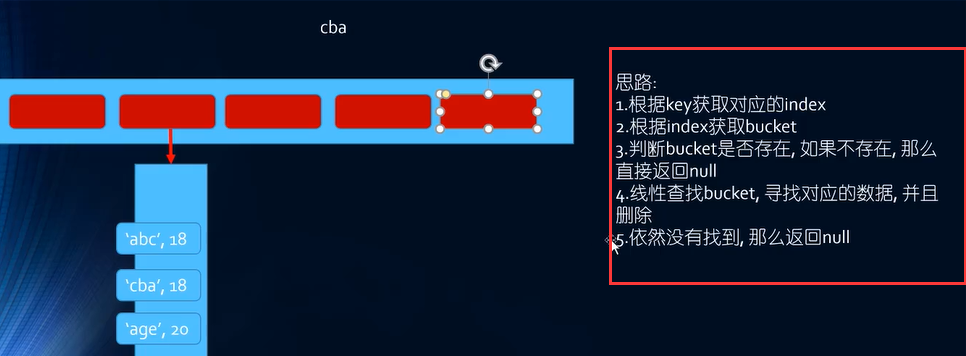 cba
思路:
1.根据key获取对应的index
2.根据index获取bucket
3.判断bucket是否存在, 如果不存在, 那么
直接返回null
4.线性查找bucket, 寻找对应的数据, 并且
删除
5.依然没有找到, 那么返回null
‘abc’, 18
‘cba’, 18
‘age’, 20